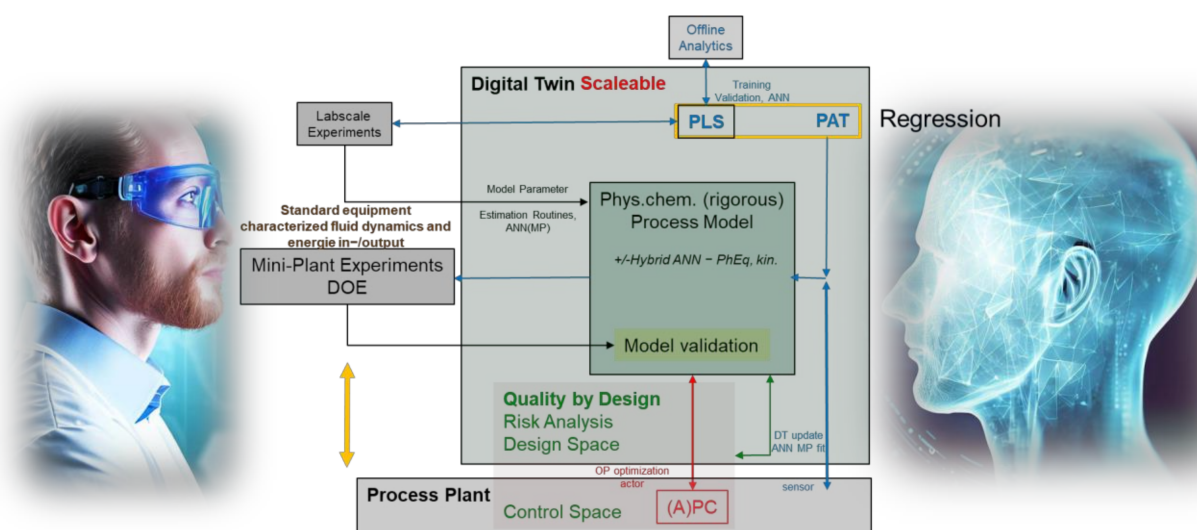 Offline
Analytics
Digital Twin Scaleable
Training
Validation, ANN
Labscale
Experiments
PLS
PAT
Regression
Model Parameter
Estimation Routines,
ANN(MP)
Phys.chem. (rigorous)
Process Model
+/-Hybrid ANN − PhEq, kin.
Standard equipment
characterized fluid dynamics and
energie in−/output
Mini-Plant Experiments
DOE
Model validation
Quality by Design
Risk Analysis
Design Space
DT update
ANN MP fit
OP optimization
actor
sensor
Process Plant
Control Space
(A)PC